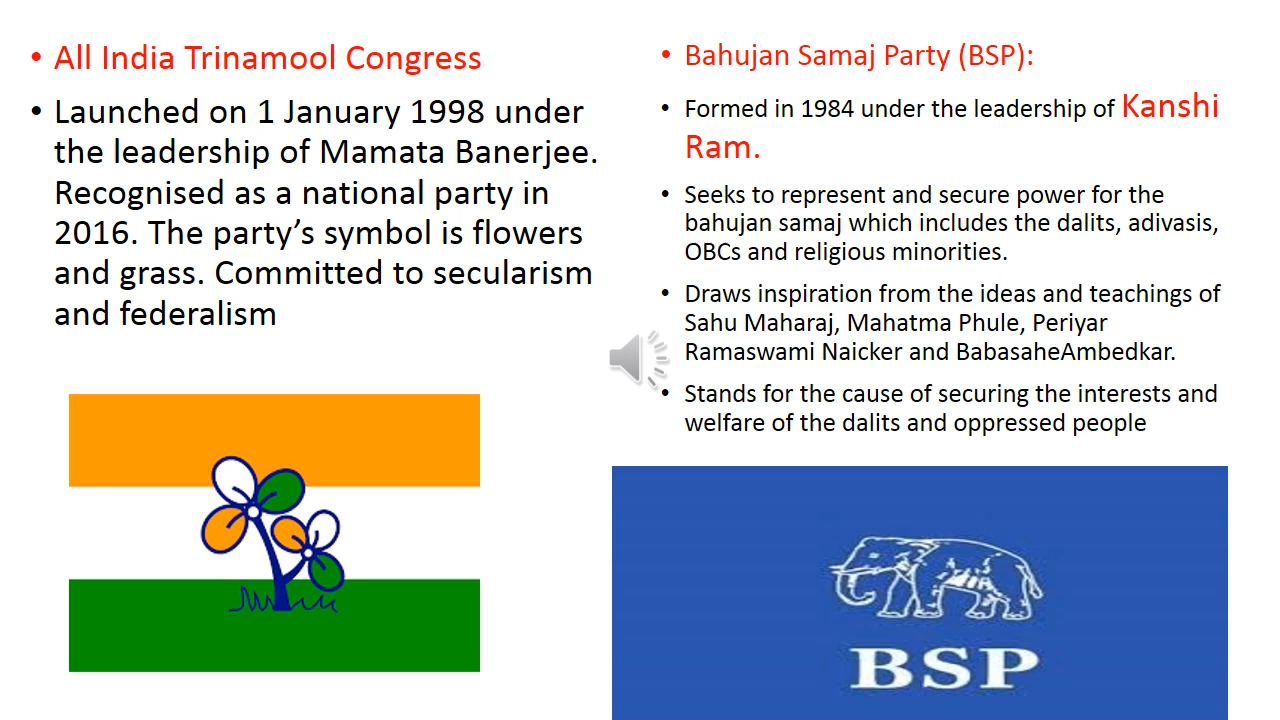 • All India Trinamool Congress
• Launched on 1 January 1998 under
the leadership of Mamata Banerjee.
Recognised as a national party in
2016. The party’s symbol is flowers
and grass. Committed to secularism
and federalism
• Bahujan Samaj Party (BSP):
• Formed in 1984 under the leadership of Kanshi
Ram.
• Seeks to represent and secure power for the
bahujan samaj which includes the dalits, adivasis,
OBCs and religious minorities.
• Draws inspiration from the ideas and teachings of
Sahu Maharaj, Mahatma Phule, Periyar
Ramaswami Naicker and BabasaheAmbedkar.
• Stands for the cause of securing the interests and
welfare of the dalits and oppressed people
BSP